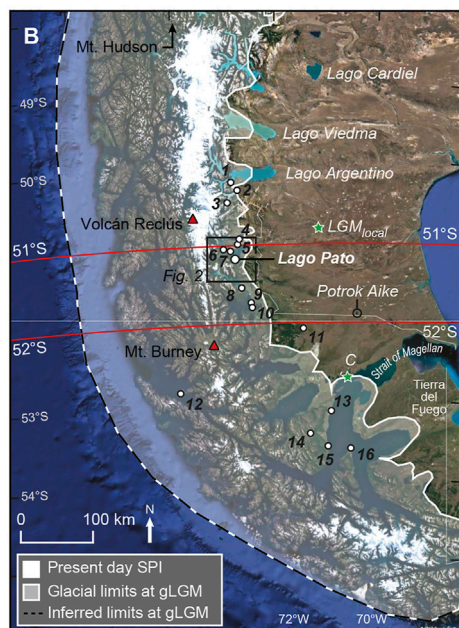 B
Mt. Hudson
Lago Cardiel
49°S
Lago Viedma
Lago Argentino
50°S
1
2
3
Volcán Reclús
LGMlocal
4
51°S
51°S
5
6
7
Lago Pato
Fig. 2
8
9
Potrok Aike
10
11
52°S
52°S
Mt. Burney
Strait of Magellan
C
Tierra
del
Fuego
12
13
53°S
14
15
16
54°S
0
100 km
N
Present day SPI
Glacial limits at gLGM
Inferred limits at gLGM
72°W
70°W